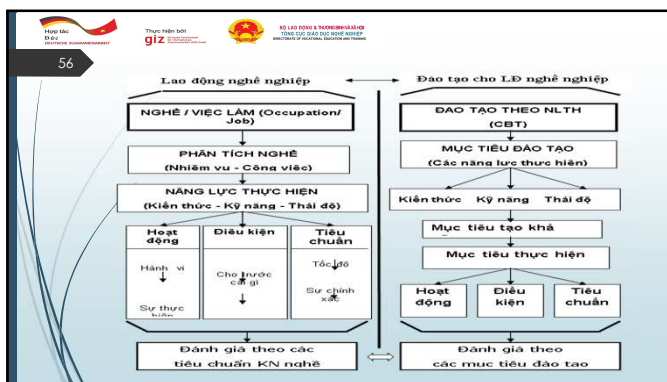 Hợp tác
Đức
DEUTSCHE ZUSAMMENARBEIT
Thực hiện bởi
giz
BỘ LAO ĐỘNG & THƯƠNG BINH VÀ XÃ HỘI
TỔNG CỤC GIÁO DỤC NGHỀ NGHIỆP
DIRECTORATE OF VOCATIONAL EDUCATION AND TRAINING
56
Lao động nghề nghiệp
NGHỀ / VIỆC LÀM (Occupation/
Job)
PHÂN TÍCH NGHỀ
(Nhiệm vụ - Công việc)
NĂNG LỰC THỰC HIỆN
(Kiến thức - Kỹ năng - Thái độ)
Hoạt
động
Hành vi
Sự thực
hiện
Điều kiện
Cho trước
cái gì
Tiêu
chuẩn
Tốc độ
Sự chính
xác
Đánh giá theo các
tiêu chuẩn KN nghề
Đào tạo cho LĐ nghề nghiệp
ĐAO TẠO THEO NLTH
(CBT)
MỤC TIÊU ĐÀO TẠO
(Các năng lực thực hiện)
Kiến thức Kỹ năng Thái độ
Mục tiêu tạo khả
Mục tiêu thực hiện
Hoạt
động
Điều
kiện
Tiêu
chuẩn
Đánh giá theo
các mục tiêu đào tạo